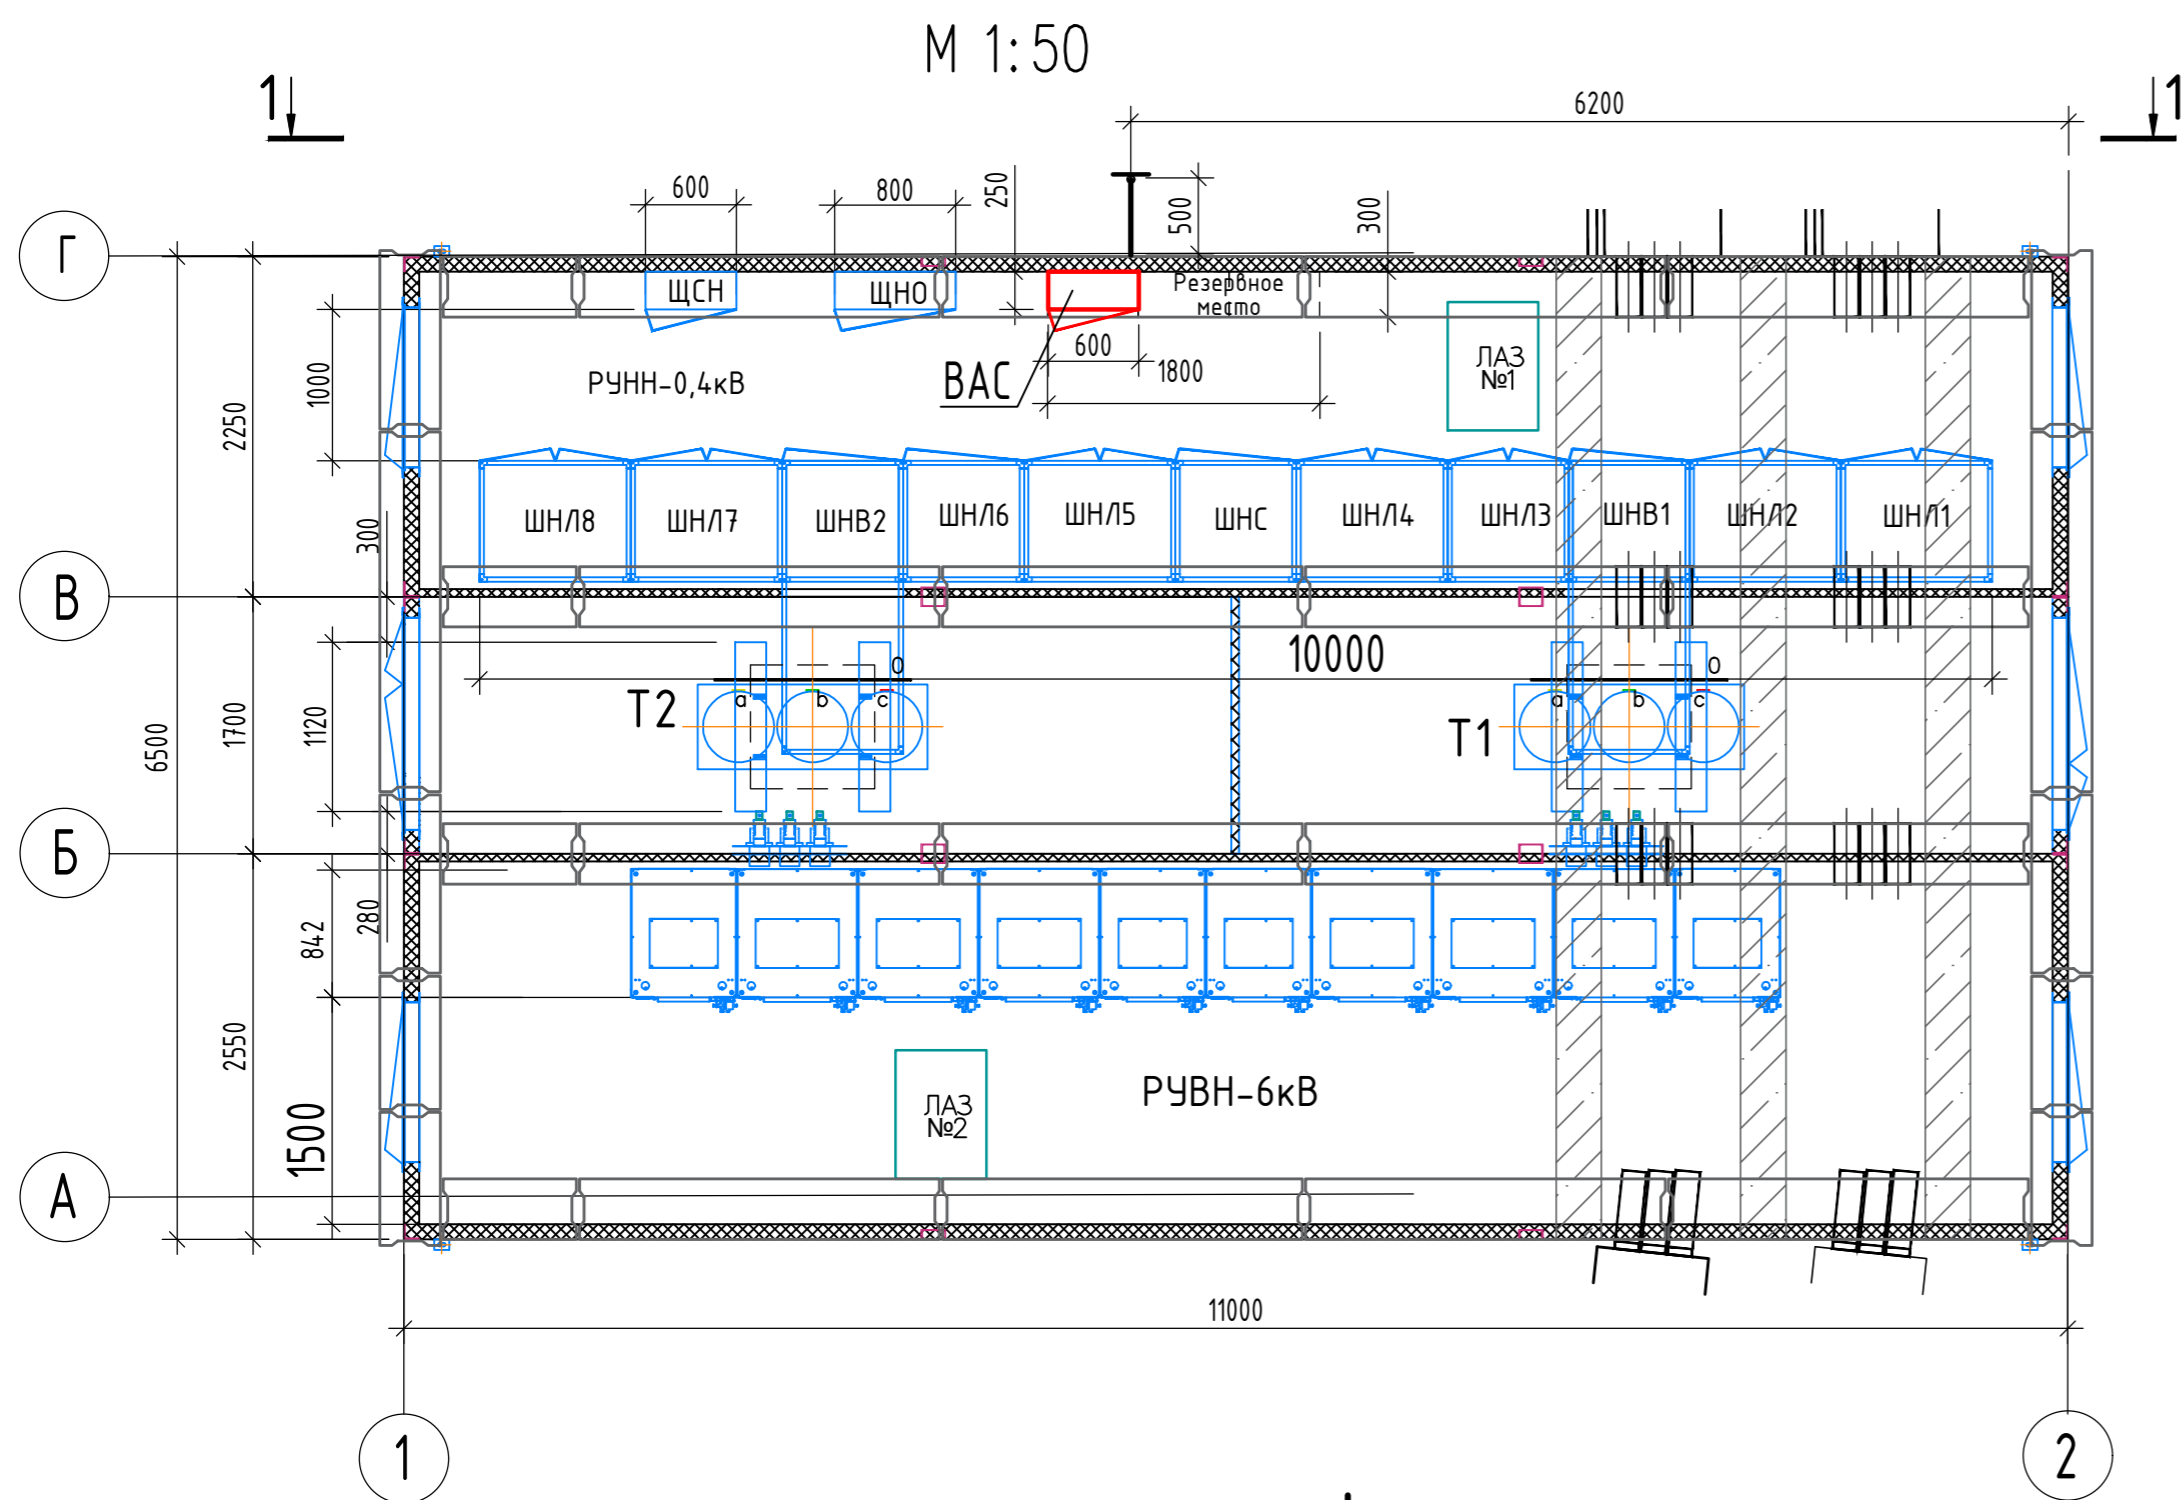 М 1:50
1
1
6200
600
800
250
500
300
Г
ЩСН
ЩНО
Резервное
место
600
1800
ВАС
ЛАЗ
№1
РУНН-0,4кВ
1000
2250
ШНЛ8
ШНЛ7
ШНВ2
ШНЛ6
ШНЛ5
ШНС
ШНЛ4
ШНЛ3
ШНВ1
ШНЛ2
ШНЛ1
300
В
10000
0
0
Т2
a
b
c
Т1
a
b
c
6500
1700
1120
Б
842
280
2550
1500
РУВН-6кВ
ЛАЗ
№2
А
11000
1
2